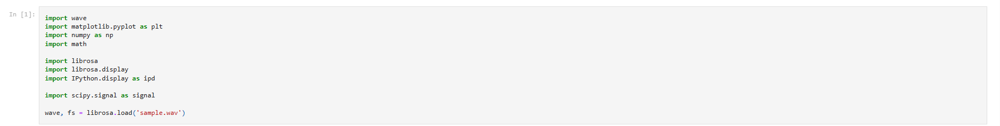 In [1]:
import wave
import matplotlib.pyplot as plt
import numpy as np
import math
import librosa
import librosa.display
import IPython.display as ipd
import scipy.signal as signal
wave, fs = librosa.load('sample.wav')